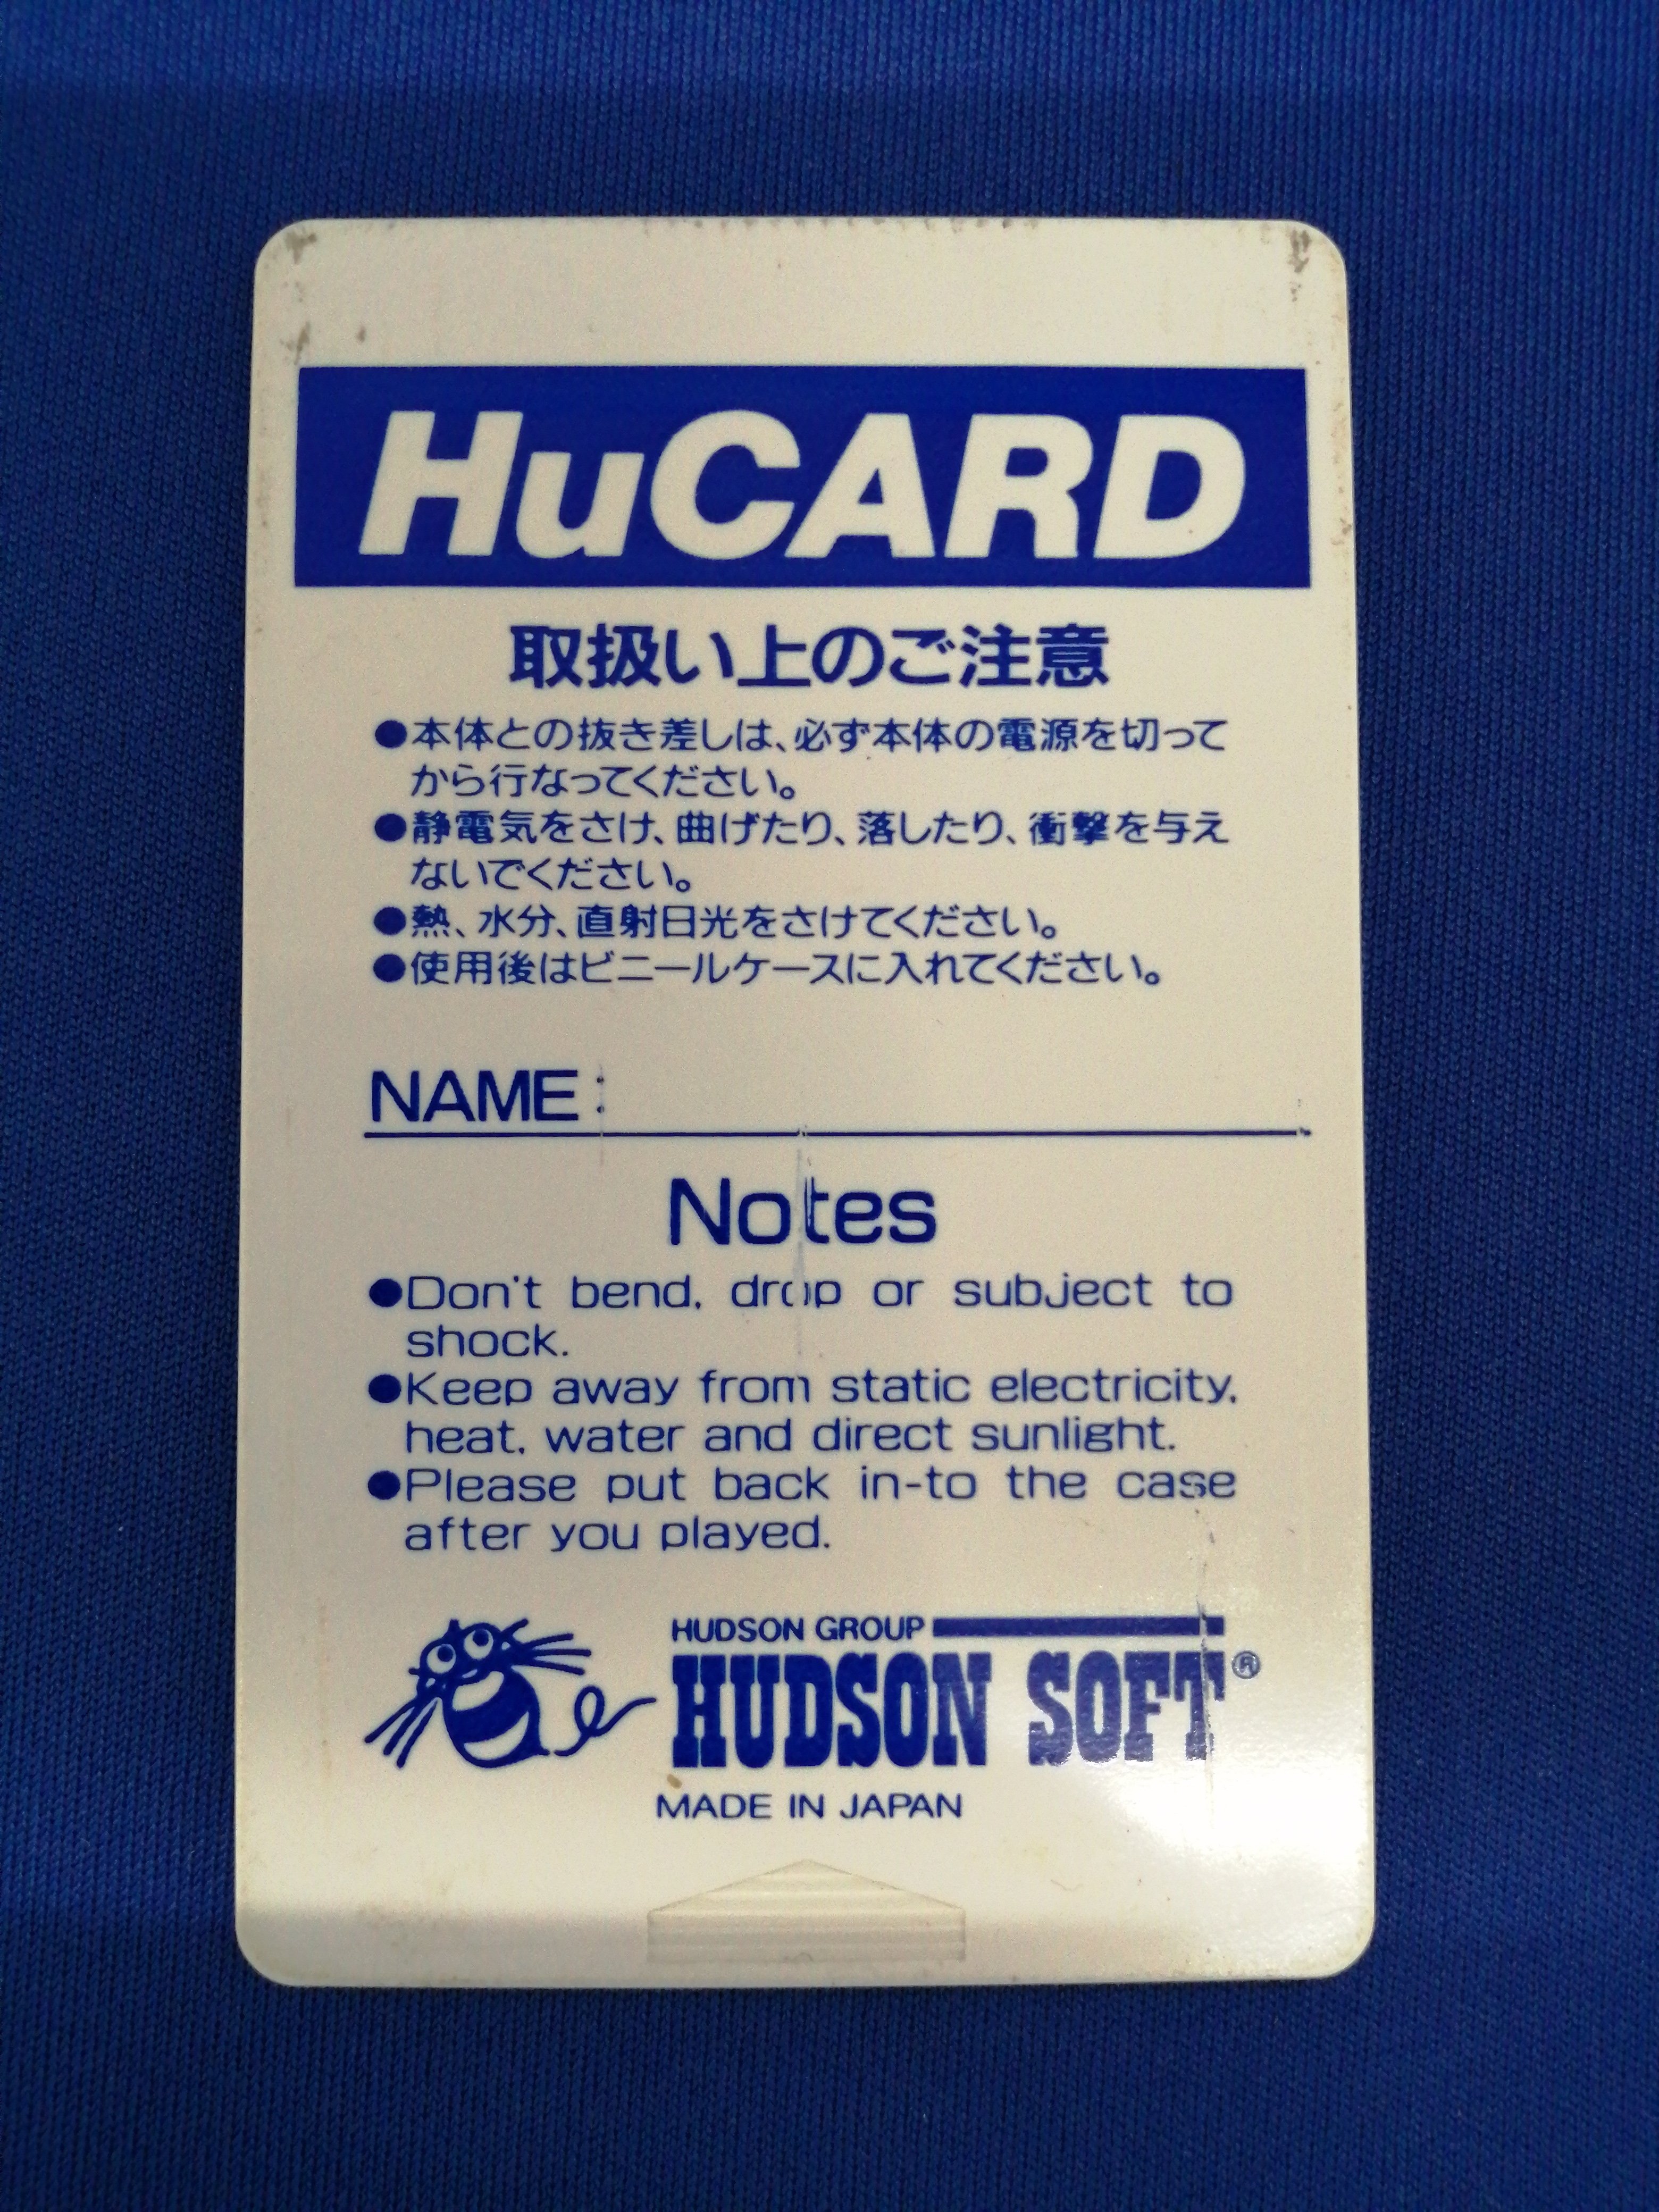 HuCARD
取扱い上のご注意
●本体との抜き差しは、必ず本体の電源を切って
から行なってください。
●静電気をさけ、曲げたり、落したり、衝撃を与え
ないでください。
●熱、水分、直射日光をさけてください。
●使用後はビニールケースに入れてください。
NAME:
Notes
●Don't bend, drop or subject to
shock.
●Keep away from static electricity,
heat, water and direct sunlight.
●Please put back in-to the case
after you played.
HUDSON GROUP
HUDSON SOFT®
MADE IN JAPAN